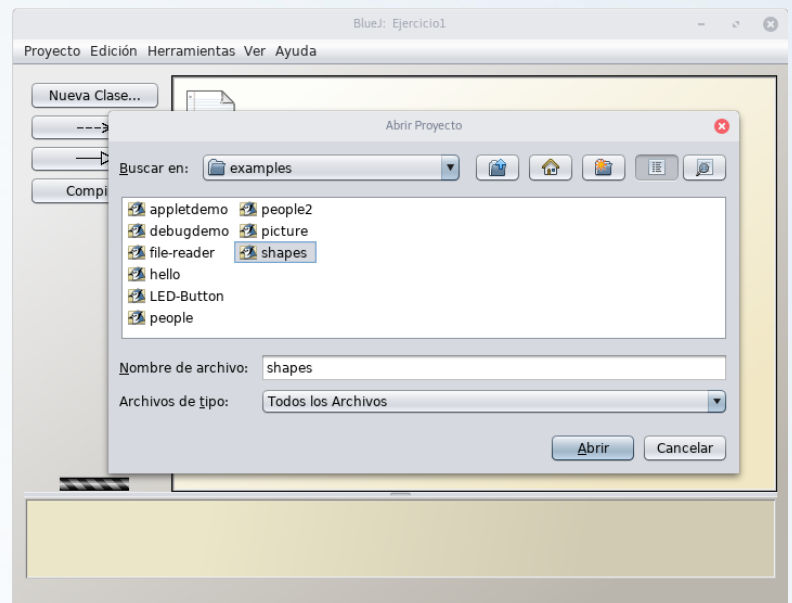 BlueJ: Ejercicio1
Proyecto Edición Herramientas Ver Ayuda
Nueva Clase...
Compi
Abrir Proyecto
Buscar en: examples
appletdemo people2
debugdemo picture
file-reader shapes
hello
LED-Button
people
Nombre de archivo: shapes
Archivos de tipo: Todos los Archivos
Abrir Cancelar